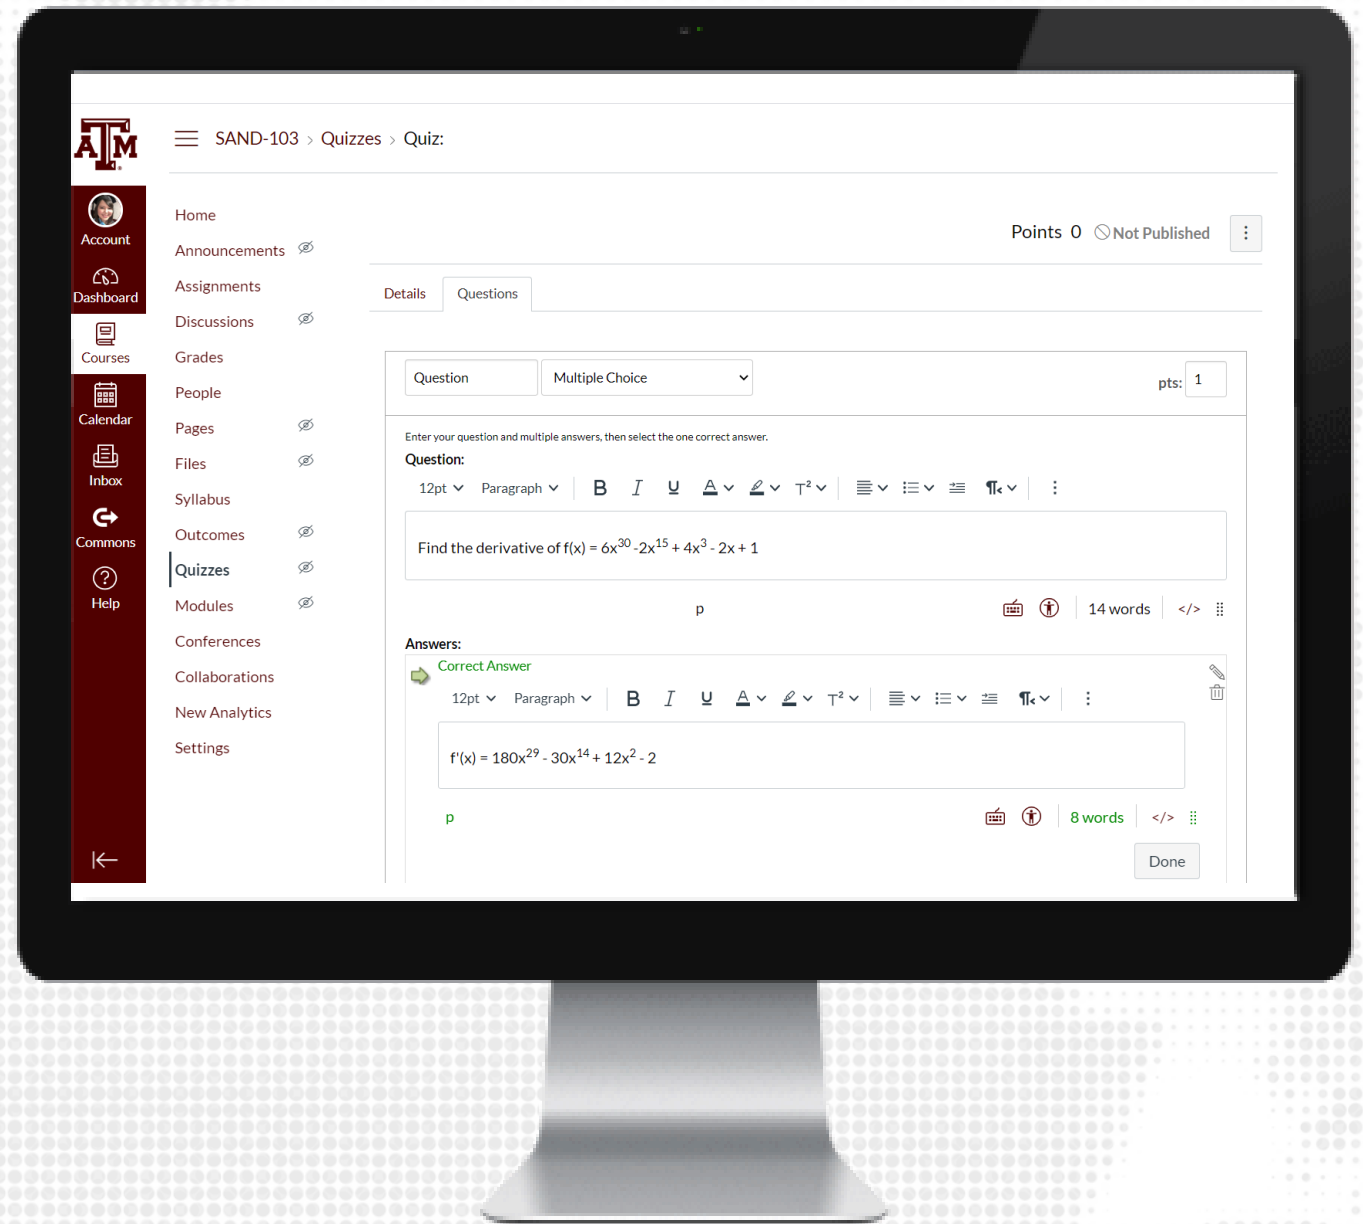 SAND-103 › Quizzes › Quiz:
ATM
Account
Dashboard
Courses
Calendar
Inbox
Commons
Help
Home
Announcements
Assignments
Discussions
Grades
People
Pages
Files
Syllabus
Outcomes
Quizzes
Modules
Conferences
Collaborations
New Analytics
Settings
Points 0 Not Published
Details Questions
Question Multiple Choice pts: 1
Enter your question and multiple answers, then select the one correct answer.
Question:
12pt Paragraph B I U A T²
Find the derivative of f(x) = 6x³⁰ -2x¹⁵ + 4x³ - 2x + 1
p 14 words </>
Answers:
Correct Answer
12pt Paragraph B I U A T²
f'(x) = 180x²⁹ - 30x¹⁴ + 12x² - 2
p 8 words </>
Done